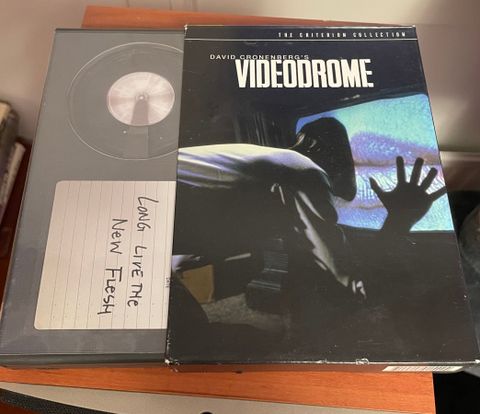 THE CRITERION COLLECTION
DAVID CRONENBERG'S
VIDEODROME
LONG LIVE THE
NEW FLESH